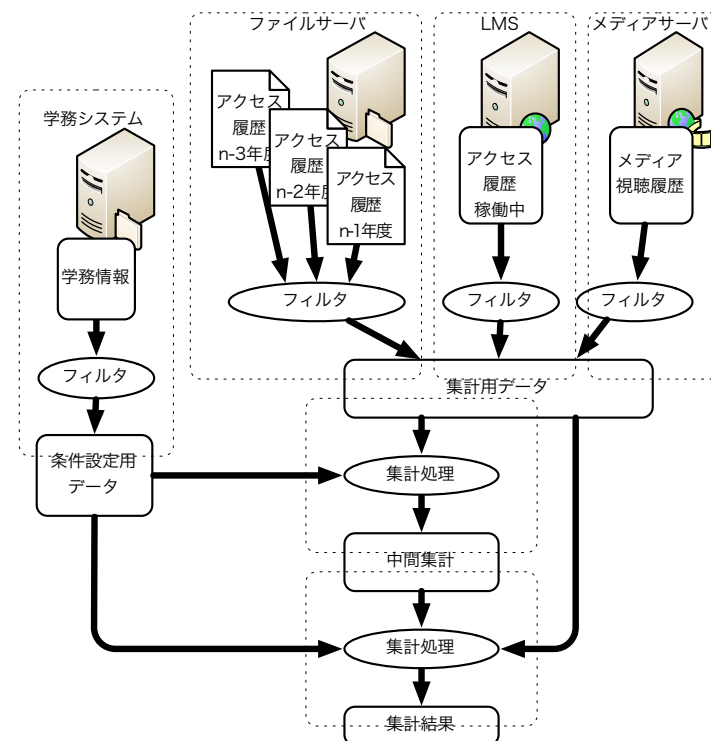 ファイルサーバ
LMS
メディアサーバ
学務システム
アクセス
履歴
n-3年度
アクセス
履歴
n-2年度
アクセス
履歴
n-1年度
アクセス
履歴
稼働中
メディア
視聴履歴
学務情報
フィルタ
フィルタ
フィルタ
フィルタ
集計用データ
条件設定用
データ
集計処理
中間集計
集計処理
集計結果